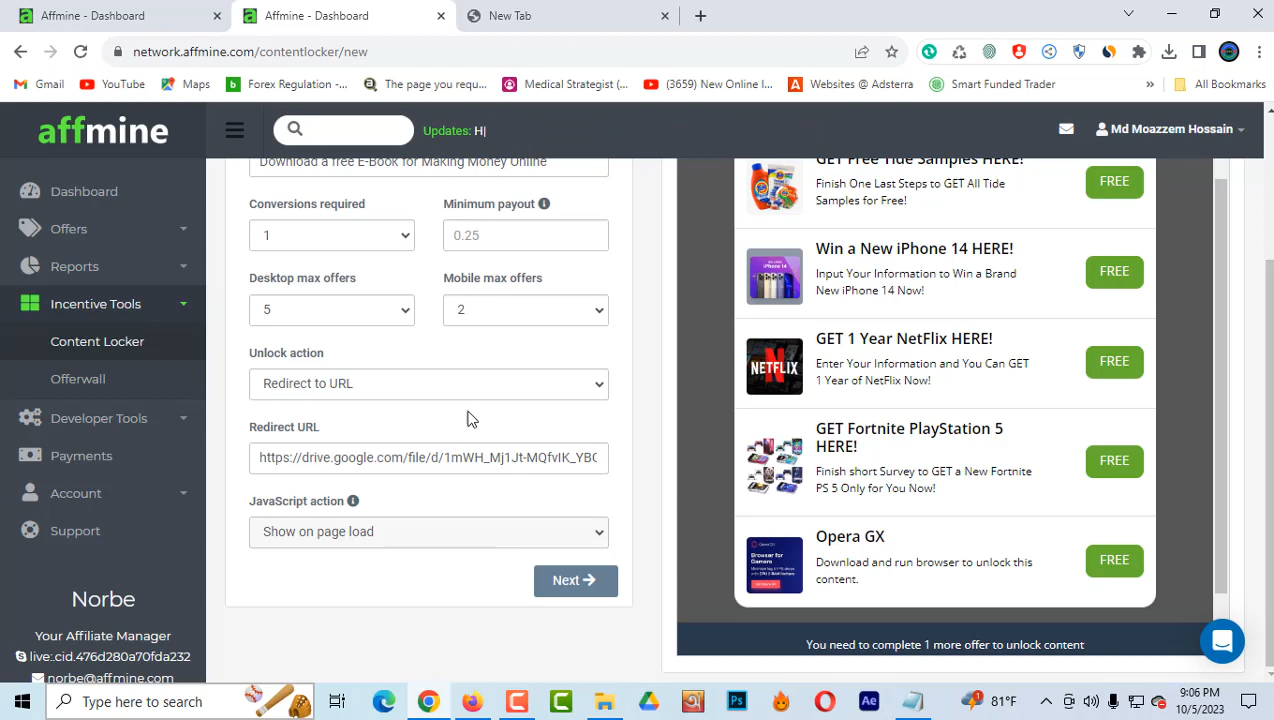 Affmine - Dashboard
Affmine - Dashboard
New Tab
network.affmine.com/contentlocker/new
Gmail
YouTube
Maps
Forex Regulation -...
The page you requ...
Medical Strategist (...
(3659) New Online I...
Websites @ Adsterra
Smart Funded Trader
»
All Bookmarks
affmine
Updates: H|
Md Moazzem Hossain
Dashboard
Offers
Reports
Incentive Tools
Content Locker
Offerwall
Developer Tools
Payments
Account
Support
Norbe
Your Affiliate Manager
live:.cid.476d280a70fda232
norbe@affmine.com
Download a free E-Book for Making Money Online
Conversions required
Minimum payout
1
0.25
Desktop max offers
Mobile max offers
5
2
Unlock action
Redirect to URL
Redirect URL
https://drive.google.com/file/d/1mWH_Mj1Jt-MQfvIK_YBC
JavaScript action
Show on page load
Next
GET Free Tide Samples HERE!
Finish One Last Steps to GET All Tide
Samples for Free!
FREE
Win a New iPhone 14 HERE!
Input Your Information to Win a Brand
New iPhone 14 Now!
FREE
GET 1 Year NetFlix HERE!
Enter Your Information and You Can GET
1 Year of NetFlix Now!
FREE
NETFLIX
GET Fortnite PlayStation 5
HERE!
Finish short Survey to GET a New Fortnite
PS 5 Only for You Now!
FREE
Opera GX
Download and run browser to unlock this
content.
FREE
Browser for
Gamers
You need to complete 1 more offer to unlock content
Type here to search
Ps
Ae
81°F
9:06 PM
10/5/2023